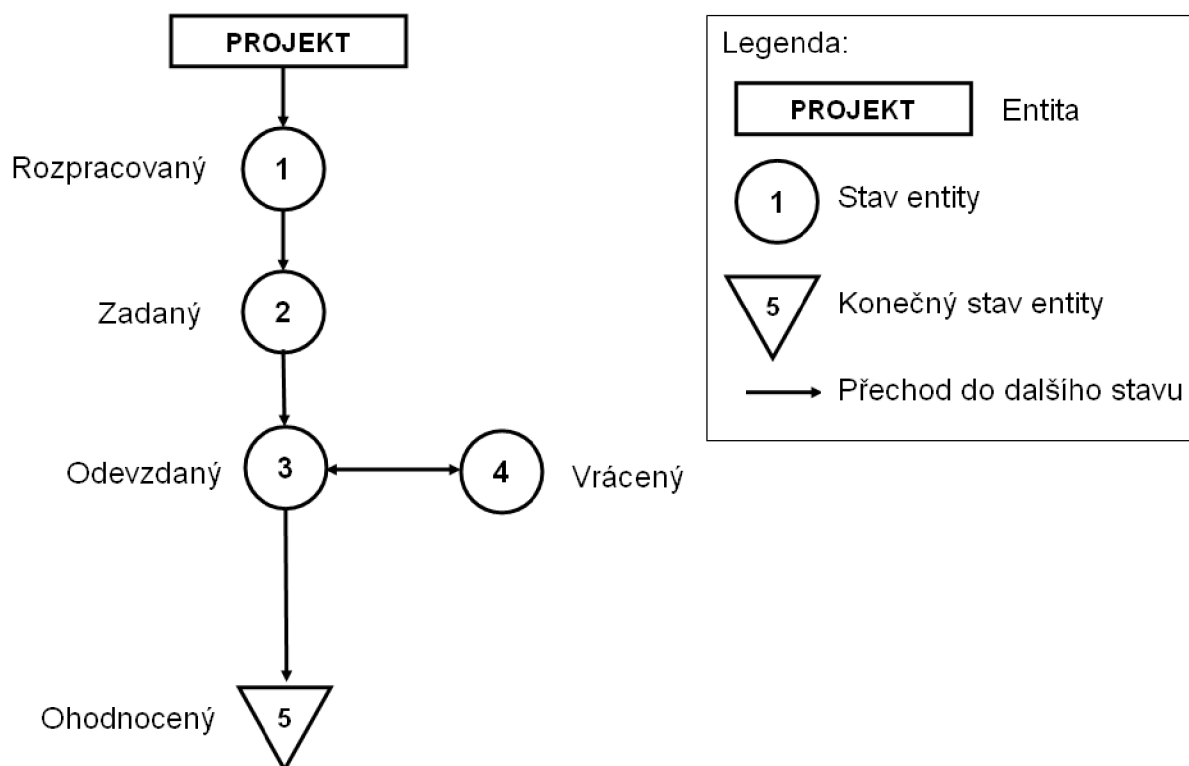 PROJEKT
Rozpracovaný
1
Zadaný
2
Odevzdaný
3
4
Vrácený
Ohodnocený
5
Legenda:
PROJEKT
Entita
1
Stav entity
5
Konečný stav entity
Přechod do dalšího stavu